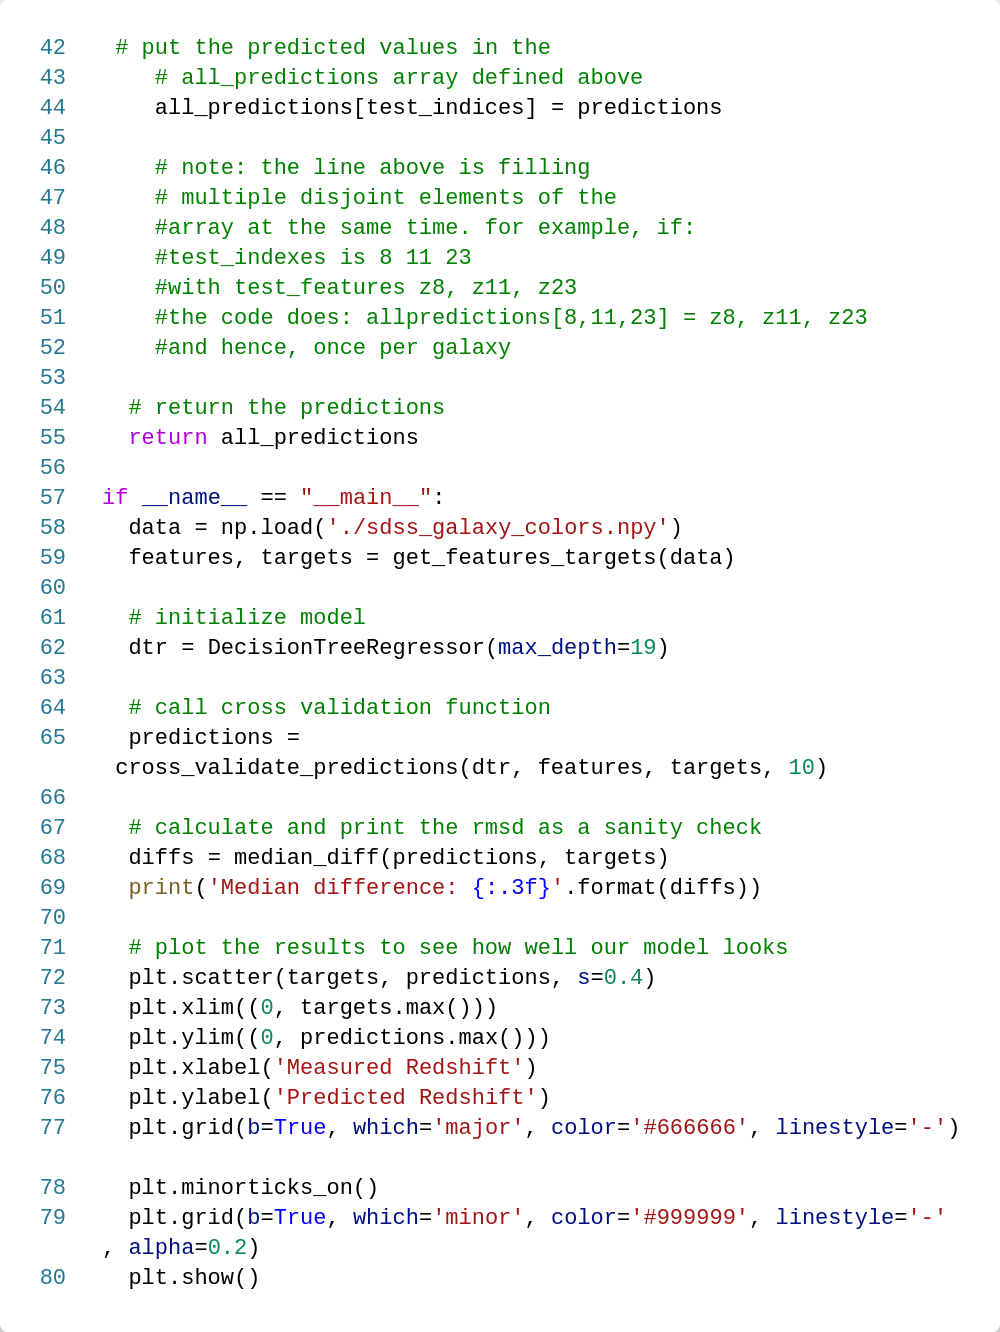 42 # put the predicted values in the
43 # all_predictions array defined above
44 all_predictions[test_indices] = predictions
45
46 # note: the line above is filling
47 # multiple disjoint elements of the
48 #array at the same time. for example, if:
49 #test_indexes is 8 11 23
50 #with test_features z8, z11, z23
51 #the code does: allpredictions[8,11,23] = z8, z11, z23
52 #and hence, once per galaxy
53
54 # return the predictions
55 return all_predictions
56
57 if __name__ == "__main__":
58 data = np.load('./sdss_galaxy_colors.npy')
59 features, targets = get_features_targets(data)
60
61 # initialize model
62 dtr = DecisionTreeRegressor(max_depth=19)
63
64 # call cross validation function
65 predictions =
cross_validate_predictions(dtr, features, targets, 10)
66
67 # calculate and print the rmsd as a sanity check
68 diffs = median_diff(predictions, targets)
69 print('Median difference: {:.3f}'.format(diffs))
70
71 # plot the results to see how well our model looks
72 plt.scatter(targets, predictions, s=0.4)
73 plt.xlim((0, targets.max()))
74 plt.ylim((0, predictions.max()))
75 plt.xlabel('Measured Redshift')
76 plt.ylabel('Predicted Redshift')
77 plt.grid(b=True, which='major', color='#666666', linestyle='-')
78 plt.minorticks_on()
79 plt.grid(b=True, which='minor', color='#999999', linestyle='-'
, alpha=0.2)
80 plt.show()